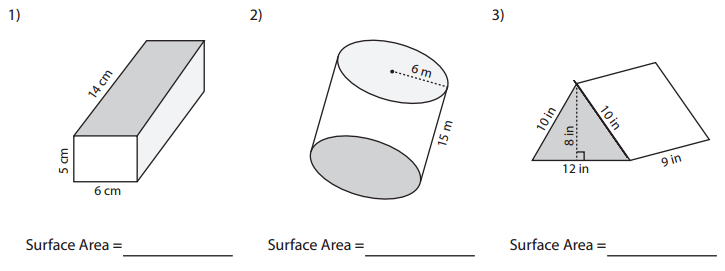 1)
14 cm
5 cm
6 cm
Surface Area =
2)
6 m
15 m
Surface Area =
3)
10 in
10 in
8 in
12 in
9 in
Surface Area =